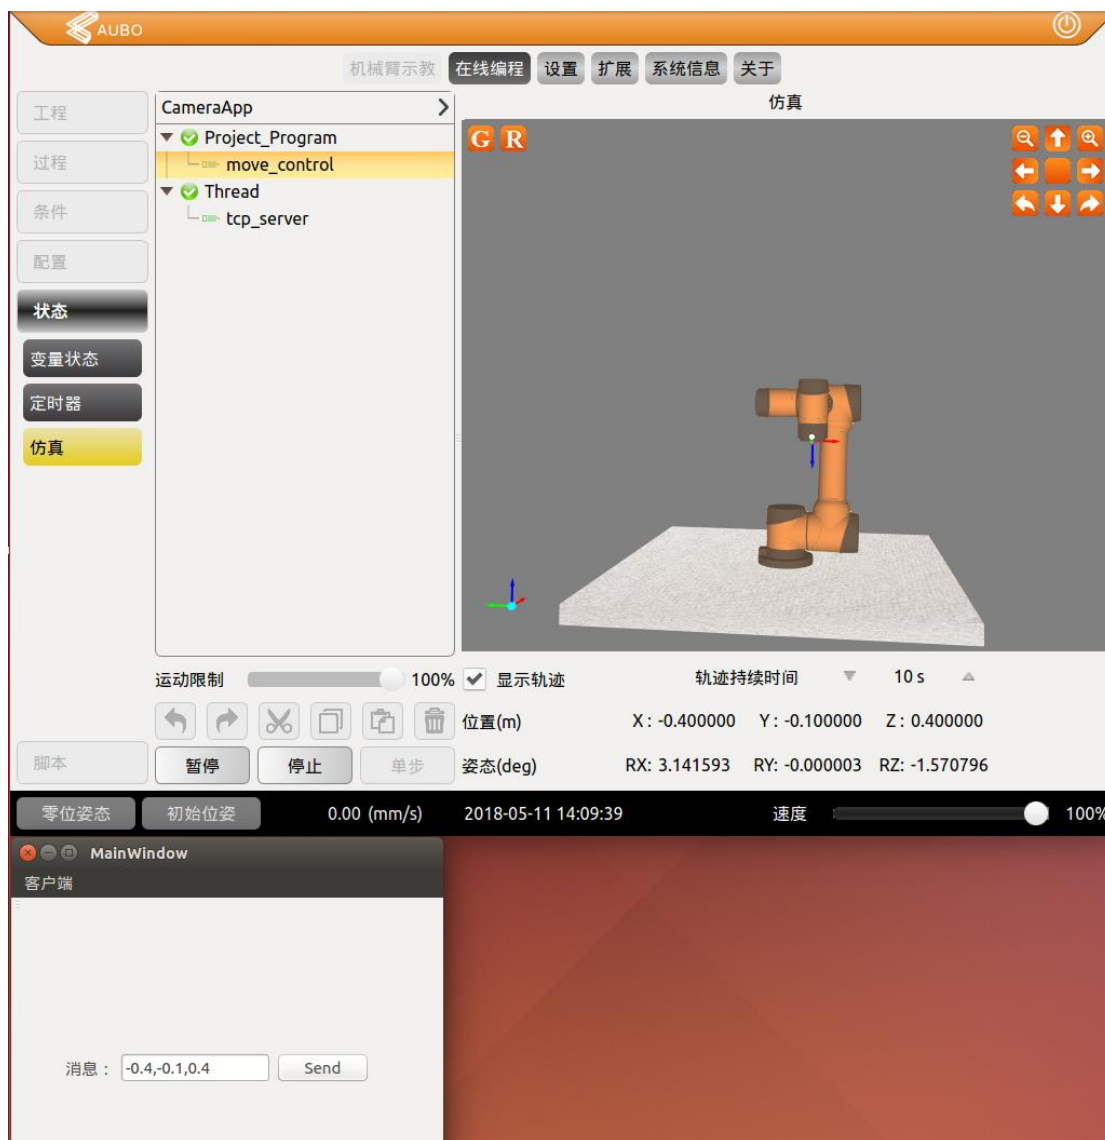 AUBO
机械臂示教 在线编程 设置 扩展 系统信息 关于
工程
过程
条件
配置
状态
变量状态
定时器
仿真
脚本
CameraApp
Project_Program
move_control
Thread
tcp_server
仿真
G R
运动限制 100%
显示轨迹 轨迹持续时间 10 s
位置(m) X : -0.400000 Y : -0.100000 Z : 0.400000
暂停 停止 单步
姿态(deg) RX: 3.141593 RY: -0.000003 RZ: -1.570796
零位姿态 初始位姿 0.00 (mm/s) 2018-05-11 14:09:39 速度 100%
MainWindow
客户端
消息 : -0.4,-0.1,0.4 Send